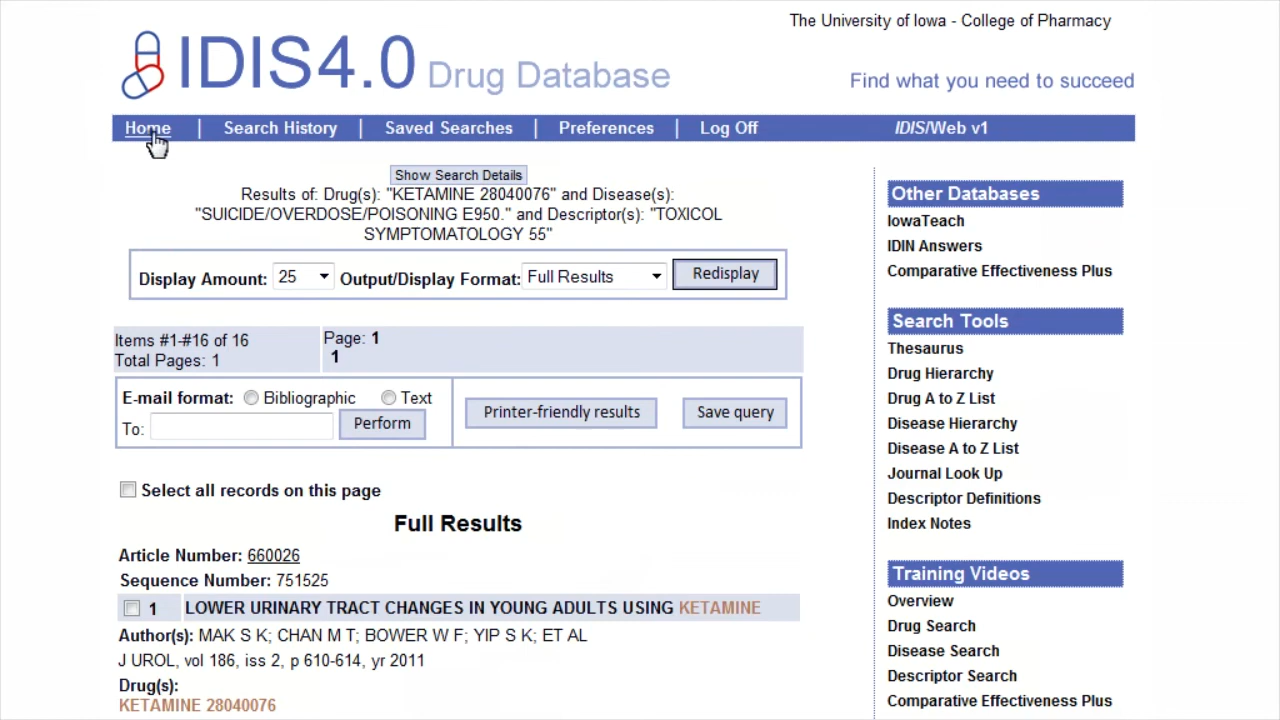 The University of Iowa - College of Pharmacy
IDIS4.0 Drug Database
Find what you need to succeed
Home | Search History | Saved Searches | Preferences | Log Off IDIS/Web v1
Show Search Details
Results of: Drug(s): "KETAMINE 28040076" and Disease(s):
"SUICIDE/OVERDOSE/POISONING E950." and Descriptor(s): "TOXICOL
SYMPTOMATOLOGY 55"
Display Amount: 25 Output/Display Format: Full Results Redisplay
Items #1-#16 of 16
Total Pages: 1
Page: 1
1
E-mail format: Bibliographic Text
To: Perform
Printer-friendly results Save query
Select all records on this page
Full Results
Article Number: 660026
Sequence Number: 751525
1 LOWER URINARY TRACT CHANGES IN YOUNG ADULTS USING KETAMINE
Author(s): MAK S K; CHAN M T; BOWER W F; YIP S K; ET AL
J UROL, vol 186, iss 2, p 610-614, yr 2011
Drug(s):
KETAMINE 28040076
Other Databases
IowaTeach
IDIN Answers
Comparative Effectiveness Plus
Search Tools
Thesaurus
Drug Hierarchy
Drug A to Z List
Disease Hierarchy
Disease A to Z List
Journal Look Up
Descriptor Definitions
Index Notes
Training Videos
Overview
Drug Search
Disease Search
Descriptor Search
Comparative Effectiveness Plus